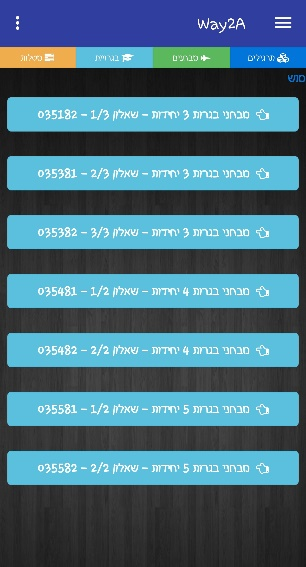 Way2A
תרגילים
מבחנים
בגרויות
מטלות
מבחני בגרות 3 יחידות – שאלון 1/3 – 035182
מבחני בגרות 3 יחידות – שאלון 2/3 – 035381
מבחני בגרות 3 יחידות – שאלון 3/3 – 035382
מבחני בגרות 4 יחידות – שאלון 1/2 – 035481
מבחני בגרות 4 יחידות – שאלון 2/2 – 035482
מבחני בגרות 5 יחידות – שאלון 1/2 – 035581
מבחני בגרות 5 יחידות – שאלון 2/2 – 035582